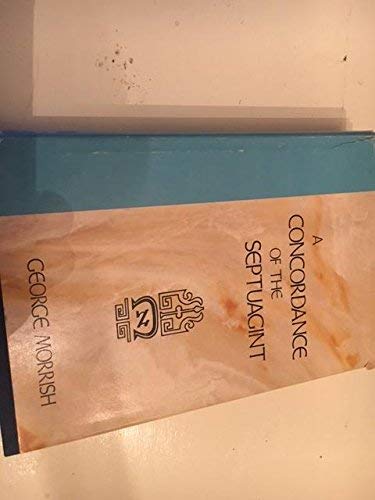 A
CONCORDANCE
OF THE
SEPTUAGINT
N
GEORGE MORRISH